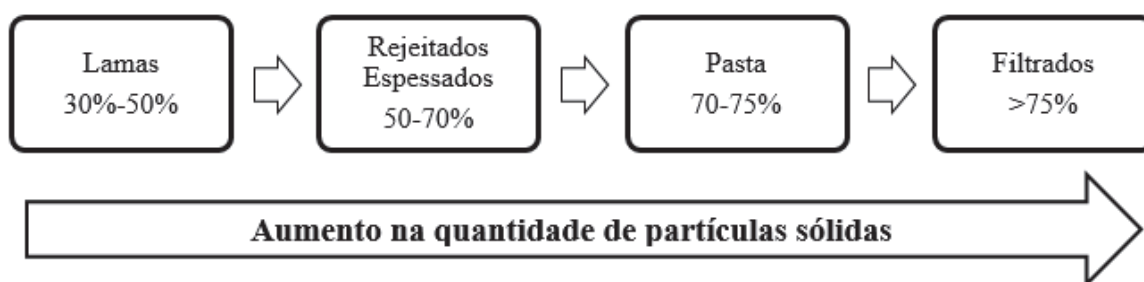 Lamas
30%-50%
Rejeitados
Espessados
50-70%
Pasta
70-75%
Filtrados
>75%
Aumento na quantidade de partículas sólidas